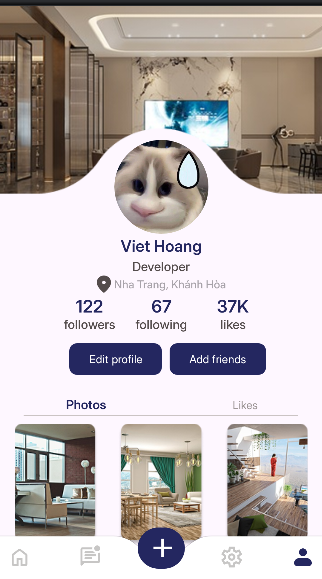 Viet Hoang
Developer
Nha Trang, Khánh Hòa
122 67 37K
followers following likes
Edit profile Add friends
Photos Likes